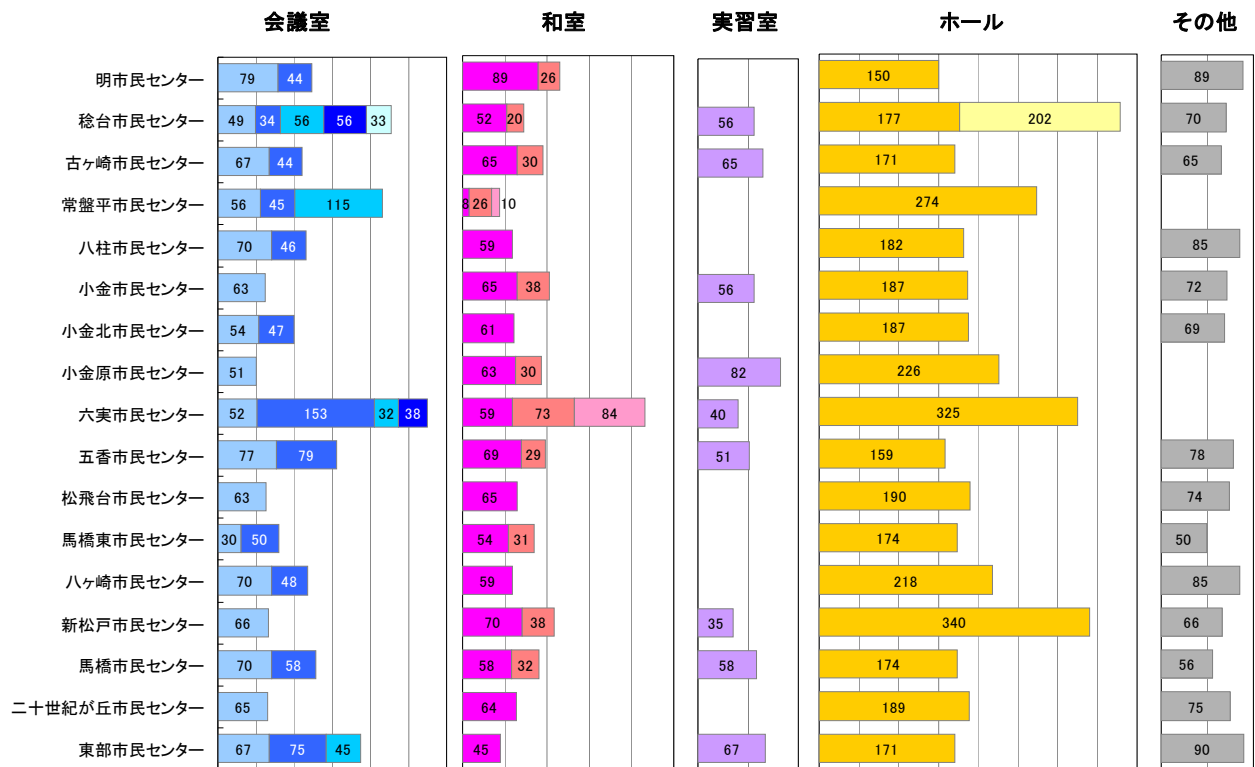 会議室 和室 実習室 ホール その他
明市民センター 79 44 89 26 150 89
稔台市民センター 49 34 56 56 33 52 20 56 177 202 70
古ヶ崎市民センター 67 44 65 30 65 171 65
常盤平市民センター 56 45 115 8 26 10 274
八柱市民センター 70 46 59 182 85
小金市民センター 63 65 38 56 187 72
小金北市民センター 54 47 61 187 69
小金原市民センター 51 63 30 82 226
六実市民センター 52 153 32 38 59 73 84 40 325
五香市民センター 77 79 69 29 51 159 78
松飛台市民センター 63 65 190 74
馬橋東市民センター 30 50 54 31 174 50
八ヶ崎市民センター 70 48 59 218 85
新松戸市民センター 66 70 38 35 340 66
馬橋市民センター 70 58 58 32 58 174 56
二十世紀が丘市民センター 65 64 189 75
東部市民センター 67 75 45 45 67 171 90